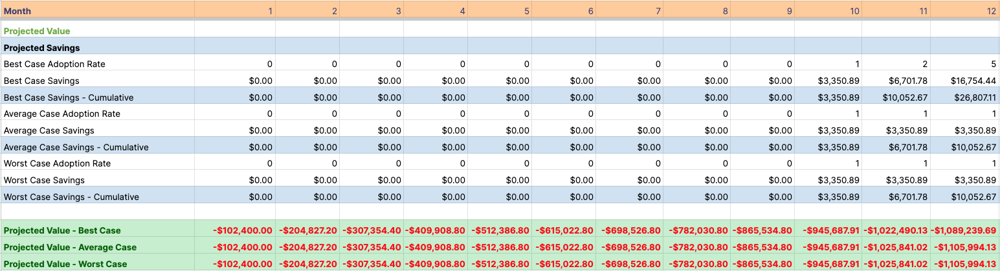 Month 1 2 3 4 5 6 7 8 9 10 11 12
Projected Value
Projected Savings
Best Case Adoption Rate 0 0 0 0 0 0 0 0 0 1 2 5
Best Case Savings $0.00 $0.00 $0.00 $0.00 $0.00 $0.00 $0.00 $0.00 $0.00 $3,350.89 $6,701.78 $16,754.44
Best Case Savings - Cumulative $0.00 $0.00 $0.00 $0.00 $0.00 $0.00 $0.00 $0.00 $0.00 $3,350.89 $10,052.67 $26,807.11
Average Case Adoption Rate 0 0 0 0 0 0 0 0 0 1 1 1
Average Case Savings $0.00 $0.00 $0.00 $0.00 $0.00 $0.00 $0.00 $0.00 $0.00 $3,350.89 $3,350.89 $3,350.89
Average Case Savings - Cumulative $0.00 $0.00 $0.00 $0.00 $0.00 $0.00 $0.00 $0.00 $0.00 $3,350.89 $6,701.78 $10,052.67
Worst Case Adoption Rate 0 0 0 0 0 0 0 0 0 1 1 1
Worst Case Savings $0.00 $0.00 $0.00 $0.00 $0.00 $0.00 $0.00 $0.00 $0.00 $3,350.89 $3,350.89 $3,350.89
Worst Case Savings - Cumulative $0.00 $0.00 $0.00 $0.00 $0.00 $0.00 $0.00 $0.00 $0.00 $3,350.89 $6,701.78 $10,052.67
Projected Value - Best Case -$102,400.00 -$204,827.20 -$307,354.40 -$409,908.80 -$512,386.80 -$615,022.80 -$698,526.80 -$782,030.80 -$865,534.80 -$945,687.91 -$1,022,490.13 -$1,089,239.69
Projected Value - Average Case -$102,400.00 -$204,827.20 -$307,354.40 -$409,908.80 -$512,386.80 -$615,022.80 -$698,526.80 -$782,030.80 -$865,534.80 -$945,687.91 -$1,025,841.02 -$1,105,994.13
Projected Value - Worst Case -$102,400.00 -$204,827.20 -$307,354.40 -$409,908.80 -$512,386.80 -$615,022.80 -$698,526.80 -$782,030.80 -$865,534.80 -$945,687.91 -$1,025,841.02 -$1,105,994.13